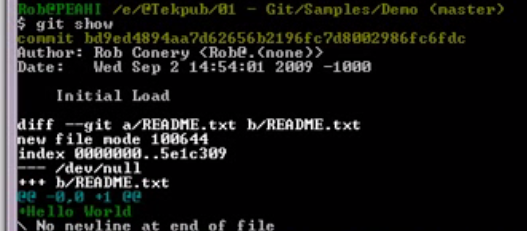 Rob@PEAHI /e/@Tekpub/01 - Git/Samples/Demo (master)
$ git show
commit bd9ed4894aa7d62656b2196fc7d8002986fc6fdc
Author: Rob Conery <Rob@.(none)>
Date:   Wed Sep 2 14:54:01 2009 -1000
    Initial Load
diff --git a/README.txt b/README.txt
new file mode 100644
index 0000000..5e1c309
--- /dev/null
+++ b/README.txt
@@ -0,0 +1 @@
+Hello World
\ No newline at end of file